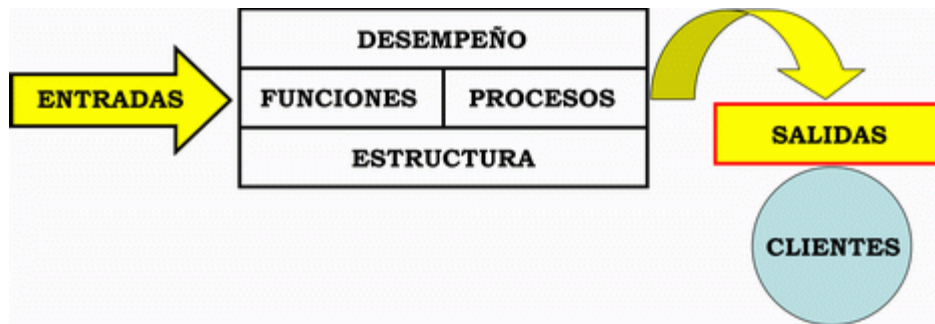 DESEMPEÑO
ENTRADAS
FUNCIONES
PROCESOS
ESTRUCTURA
SALIDAS
CLIENTES